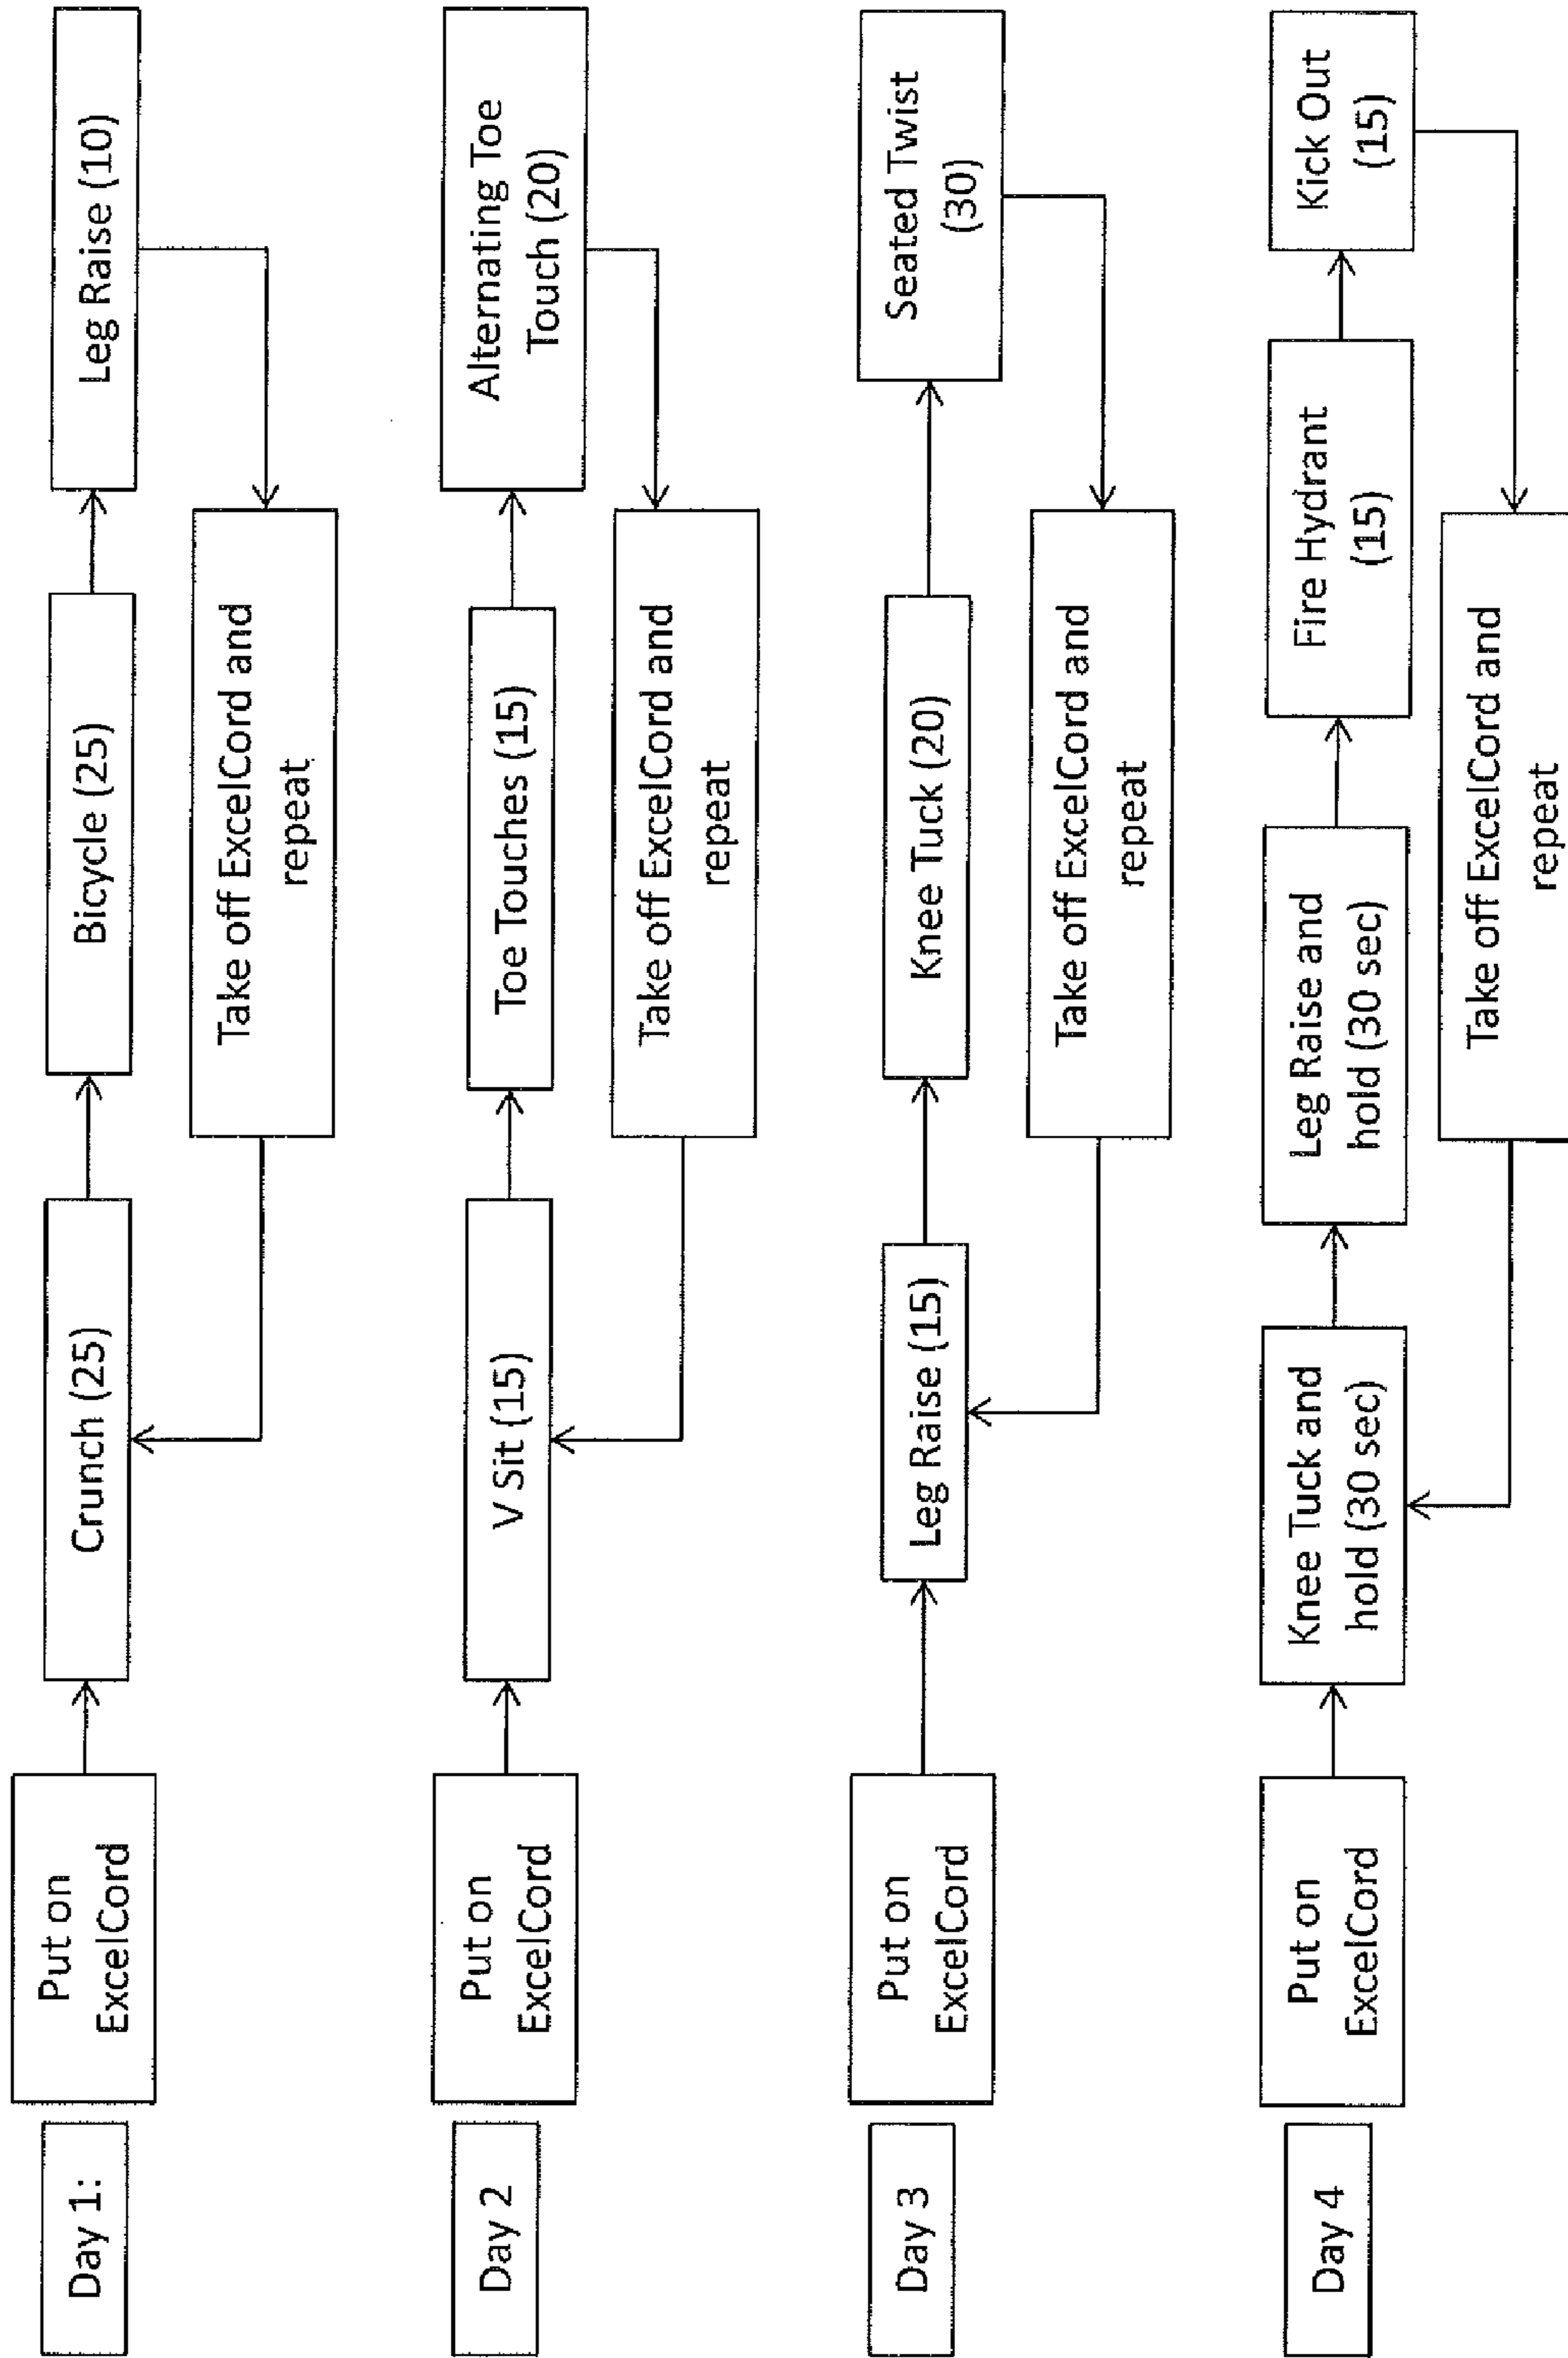 Day 1:
Put on
ExcelCord
Crunch (25)
Bicycle (25)
Leg Raise (10)
Take off ExcelCord and
repeat
Day 2
Put on
ExcelCord
V Sit (15)
Toe Touches (15)
Alternating Toe
Touch (20)
Take off ExcelCord and
repeat
Day 3
Put on
ExcelCord
Leg Raise (15)
Knee Tuck (20)
Seated Twist
(30)
Take off ExcelCord and
repeat
Day 4
Put on
ExcelCord
Knee Tuck and
hold (30 sec)
Leg Raise and
hold (30 sec)
Fire Hydrant
(15)
Kick Out
(15)
Take off ExcelCord and
repeat